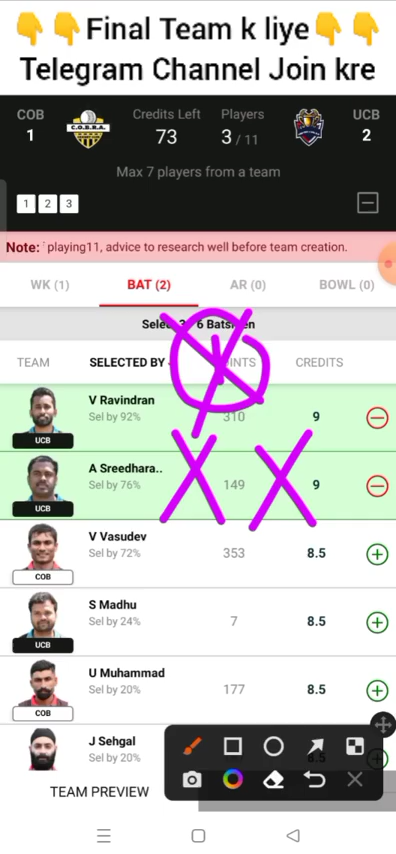 👇👇Final Team k liye👇👇
Telegram Channel Join kre
COB Credits Left Players UCB
1 C.O.B.R.A. 73 3 / 11 2
Max 7 players from a team
1 2 3
Note: playing11, advice to research well before team creation.
WK (1) BAT (2) AR (0) BOWL (0)
TEAM SELECTED BY CREDITS
V Ravindran
Sel by 92% 310 9
UCB
A Sreedhara..
Sel by 76% 149 9
UCB
V Vasudev
Sel by 72% 353 8.5
COB
S Madhu
Sel by 24% 7 8.5
UCB
U Muhammad
Sel by 20% 177 8.5
COB
J Sehgal
Sel by 20% 8.5
TEAM PREVIEW